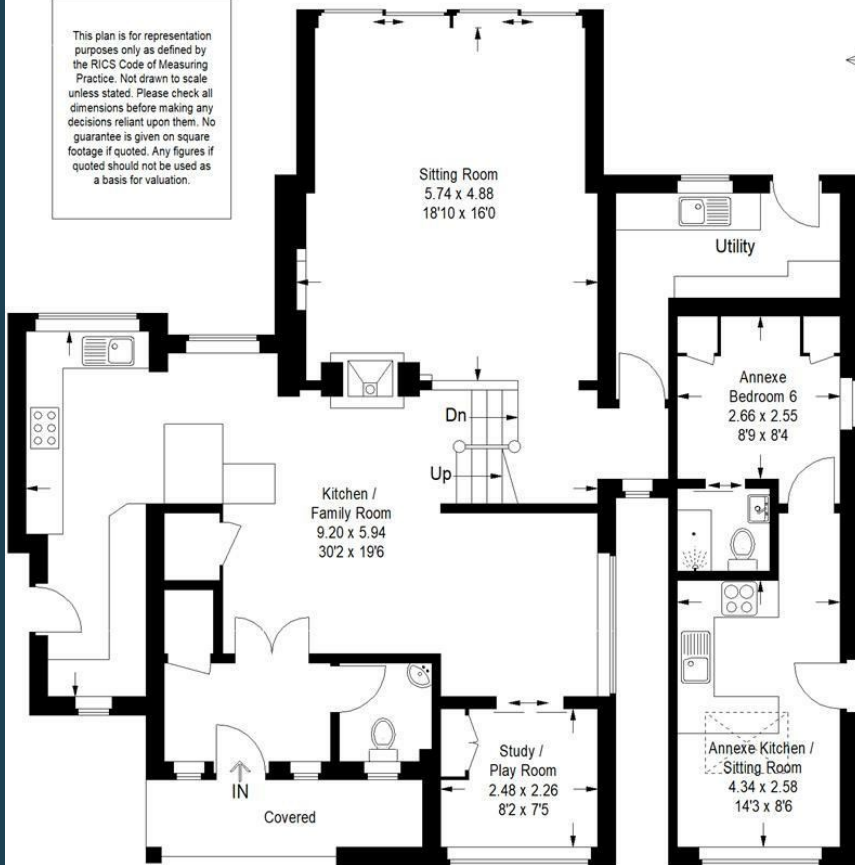 This plan is for representation
purposes only as defined by
the RICS Code of Measuring
Practice. Not drawn to scale
unless stated. Please check all
dimensions before making any
decisions reliant upon them. No
guarantee is given on square
footage if quoted. Any figures if
quoted should not be used as
a basis for valuation.
Sitting Room
5.74 x 4.88
18'10 x 16'0
Utility
Annexe
Bedroom 6
2.66 x 2.55
8'9 x 8'4
Dn
Up
Kitchen /
Family Room
9.20 x 5.94
30'2 x 19'6
Study /
Play Room
2.48 x 2.26
8'2 x 7'5
Annexe Kitchen /
Sitting Room
4.34 x 2.58
14'3 x 8'6
IN
Covered